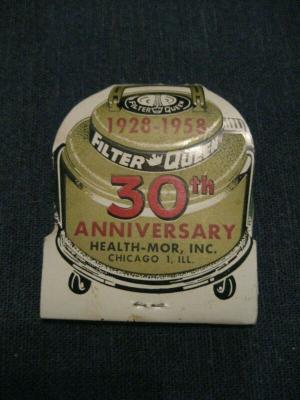 FILTER QUEEN
1928-1958
FILTER QUEEN
30th
ANNIVERSARY
HEALTH-MOR, INC.
CHICAGO 1, ILL.